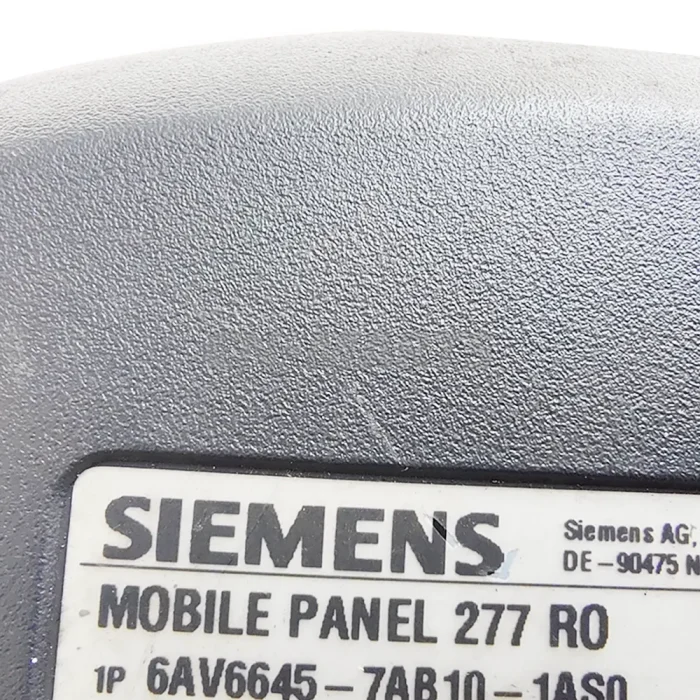 SIEMENS
Siemens AG,
DE-90475 N
MOBILE PANEL 277 RO
1P 6AV6645-7AB10-1AS0